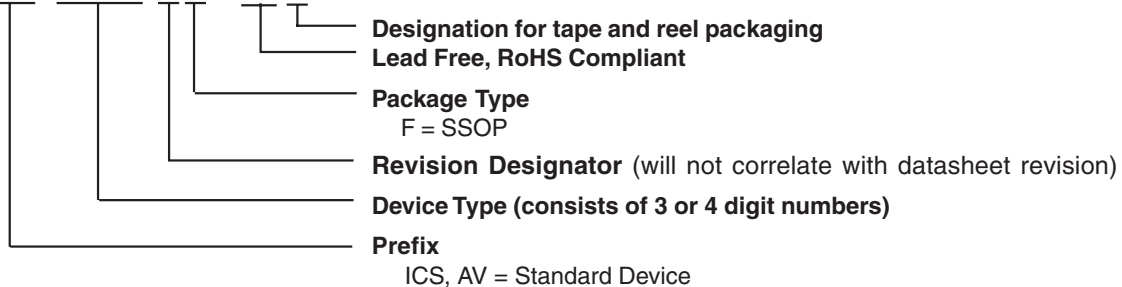 Designation for tape and reel packaging
Lead Free, RoHS Compliant
Package Type
F = SSOP
Revision Designator (will not correlate with datasheet revision)
Device Type (consists of 3 or 4 digit numbers)
Prefix
ICS, AV = Standard Device